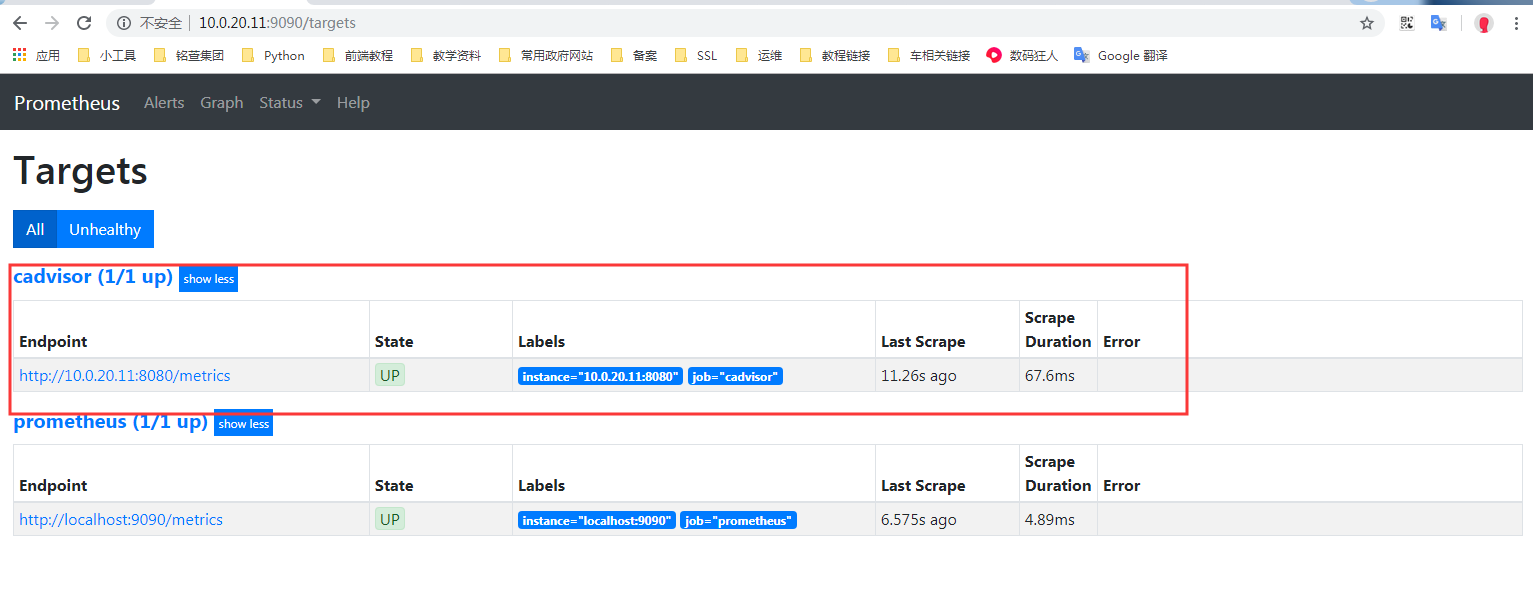 不安全 10.0.20.11:9090/targets
应用 小工具 铭萱集团 Python 前端教程 教学资料 常用政府网站 备案 SSL 运维 教程链接 车相关链接 数码狂人 Google 翻译
Prometheus Alerts Graph Status Help
Targets
All Unhealthy
cadvisor (1/1 up) show less
Endpoint State Labels Last Scrape Scrape Duration Error
http://10.0.20.11:8080/metrics UP instance="10.0.20.11:8080" job="cadvisor" 11.26s ago 67.6ms
prometheus (1/1 up) show less
Endpoint State Labels Last Scrape Scrape Duration Error
http://localhost:9090/metrics UP instance="localhost:9090" job="prometheus" 6.575s ago 4.89ms